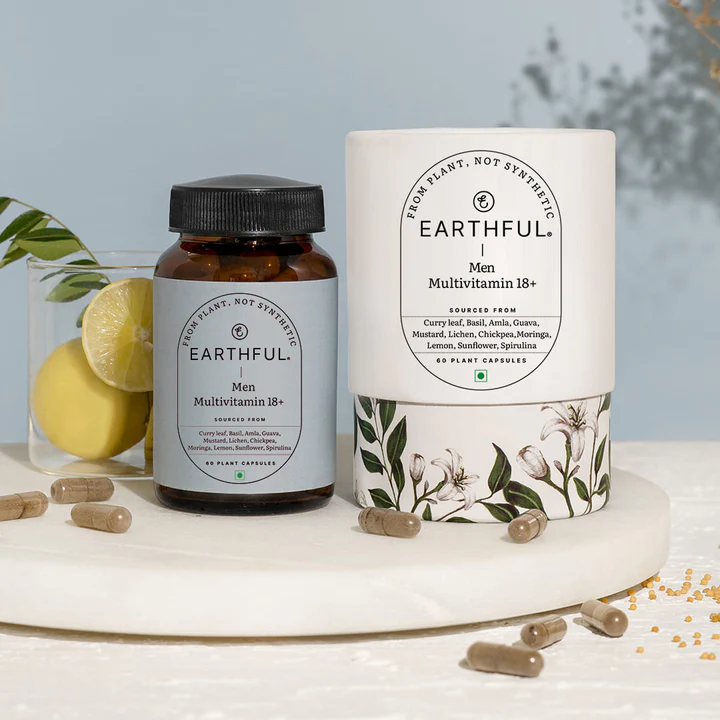 FROM PLANT, NOT SYNTHETIC
EARTHFUL®
Men
Multivitamin 18+
SOURCED FROM
Curry leaf, Basil, Amla, Guava,
Mustard, Lichen, Chickpea,
Moringa, Lemon, Sunflower, Spirulina
60 PLANT CAPSULES
FROM PLANT, NOT SYNTHETIC
EARTHFUL®
Men
Multivitamin 18+
SOURCED FROM
Curry leaf, Basil, Amla, Guava,
Mustard, Lichen, Chickpea,Moringa,
Lemon, Sunflower, Spirulina
60 PLANT CAPSULES